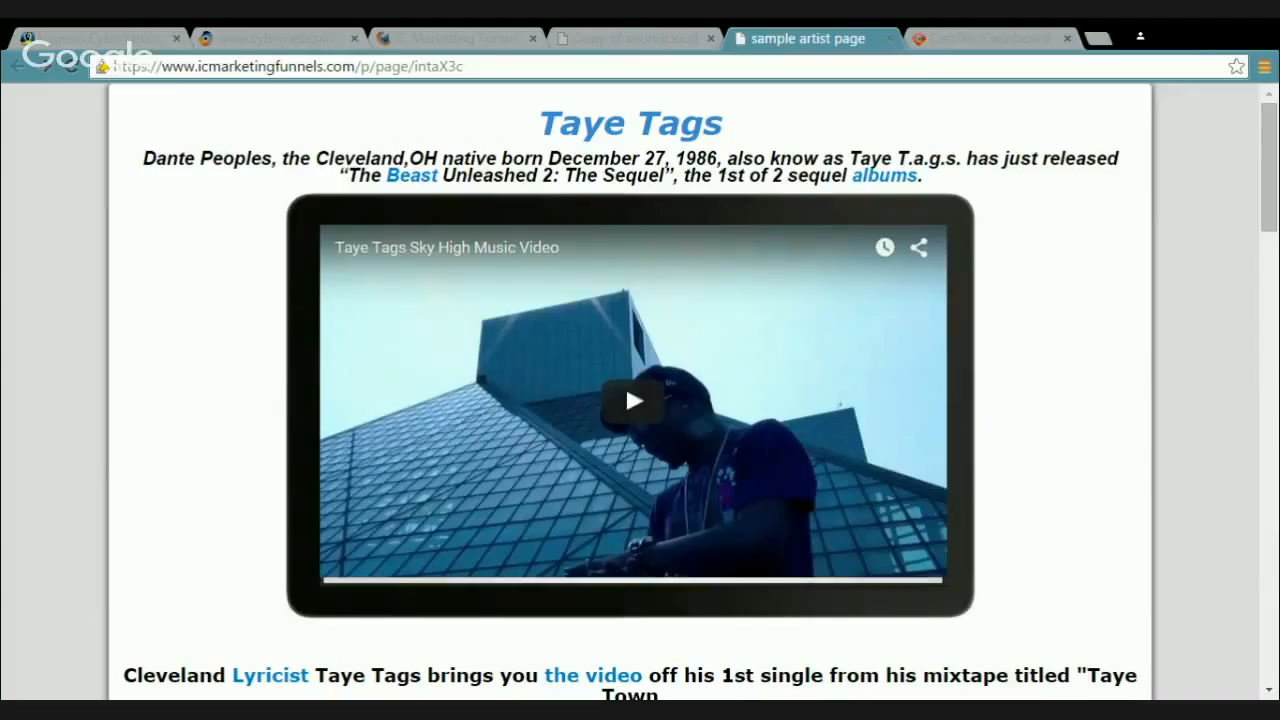 sample artist page
Google
https://www.icmarketingfunnels.com/p/page/intaX3c
Taye Tags
Dante Peoples, the Cleveland,OH native born December 27, 1986, also know as Taye T.a.g.s. has just released
“The Beast Unleashed 2: The Sequel”, the 1st of 2 sequel albums.
Taye Tags Sky High Music Video
Cleveland Lyricist Taye Tags brings you the video off his 1st single from his mixtape titled "Taye
Town